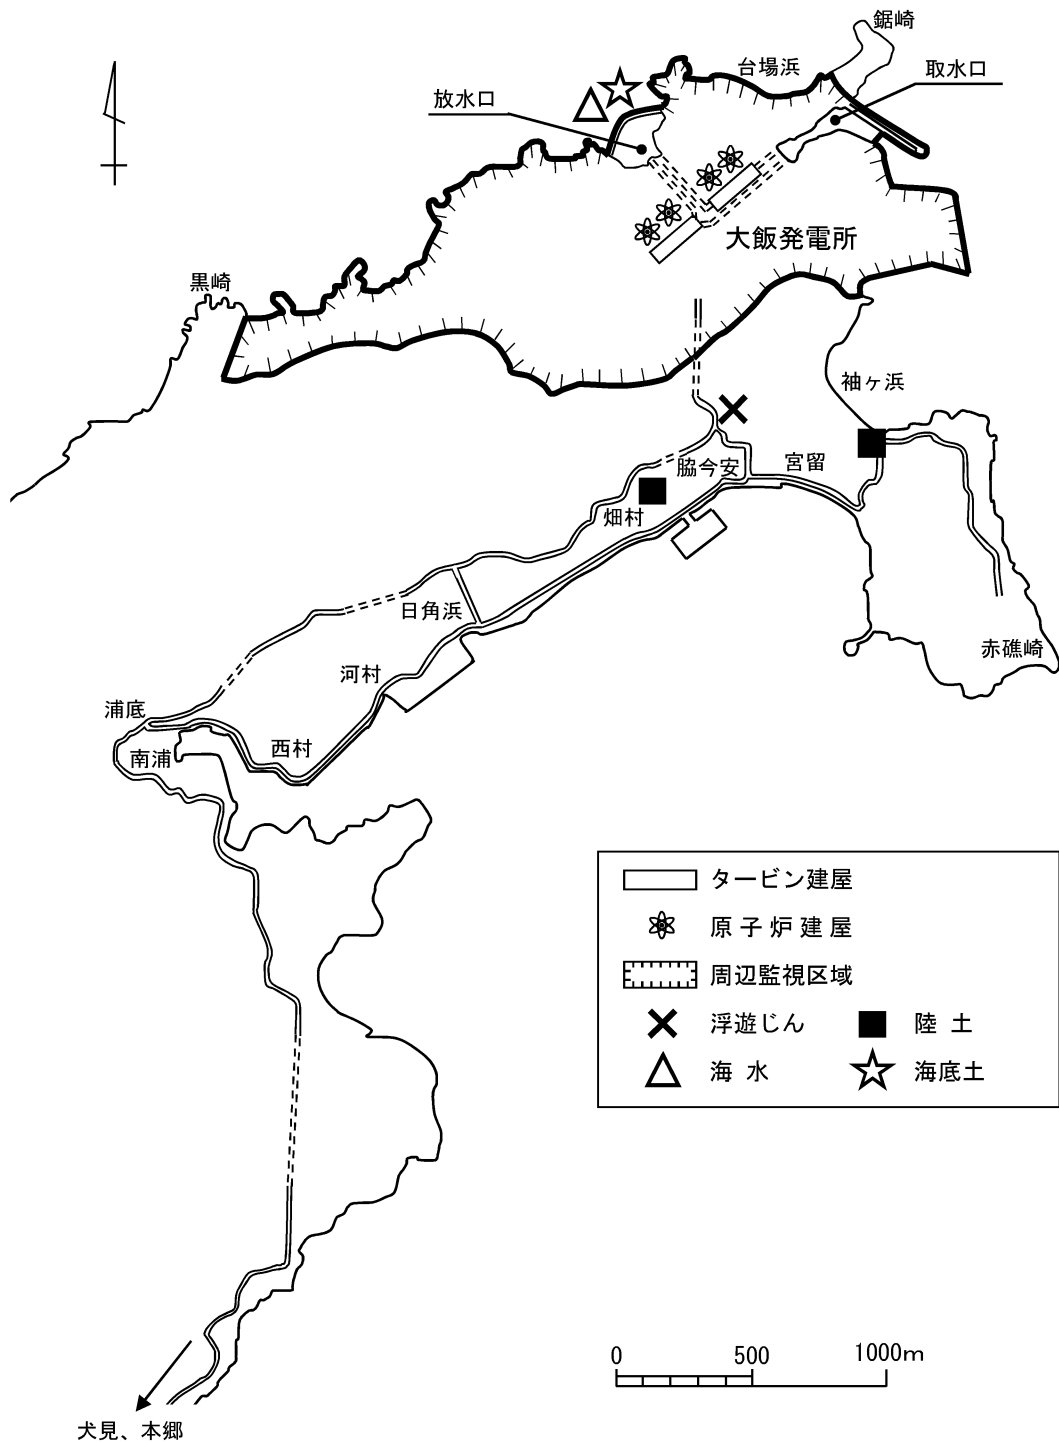 鋸崎
台場浜
取水口
放水口
大飯発電所
黒崎
袖ヶ浜
脇今安
宮留
畑村
日角浜
赤礁崎
河村
浦底
西村
南浦
タービン建屋
原子炉建屋
周辺監視区域
浮遊じん
陸土
海水
海底土
0
500
1000m
犬見、本郷